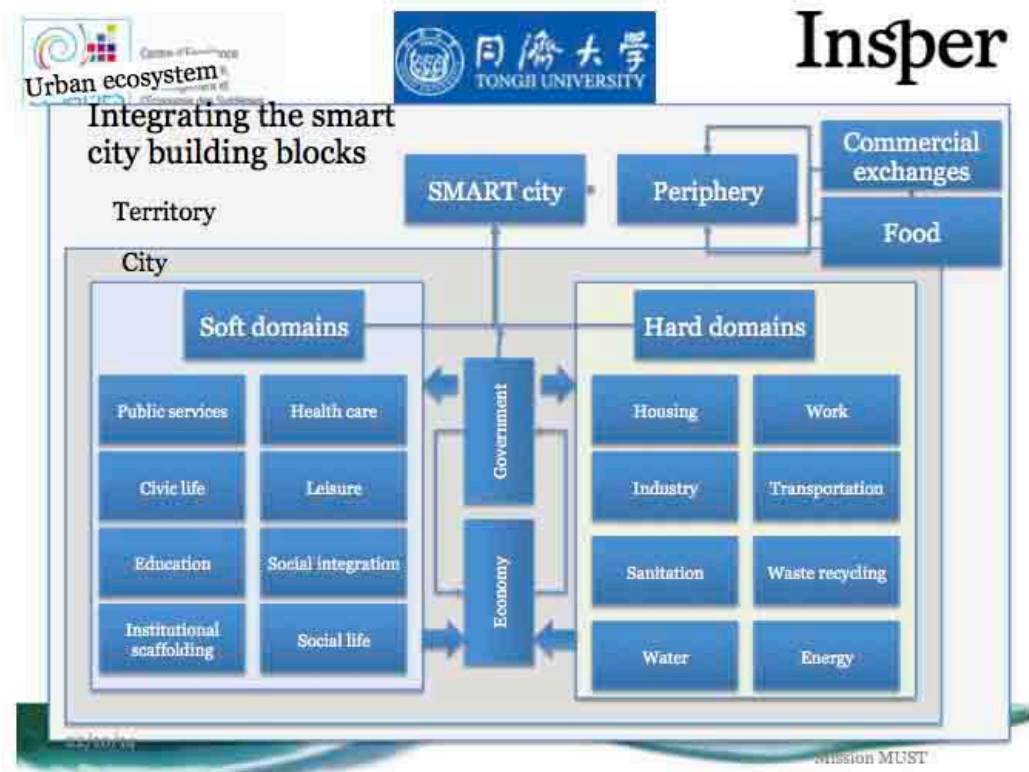 Centre d'Excellence
Urban ecosystem
同濟大學
TONGJI UNIVERSITY
Insper
Integrating the smart
city building blocks
Territory
City
SMART city
Periphery
Commercial
exchanges
Food
Soft domains
Hard domains
Public services
Health care
Civic life
Leisure
Education
Social integration
Institutional
scaffolding
Social life
Government
Economy
Housing
Work
Industry
Transportation
Sanitation
Waste recycling
Water
Energy
Mission MUST